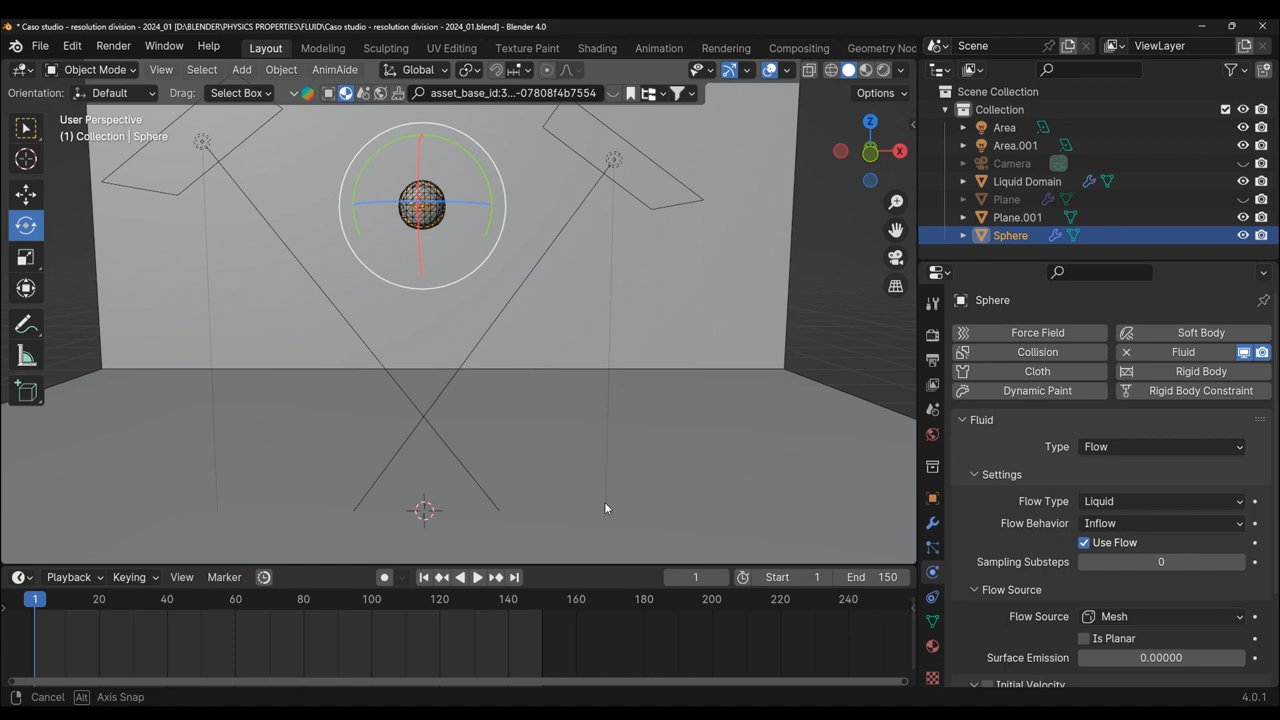 * Caso studio - resolution division - 2024_01 [D:\BLENDER\PHYSICS PROPERTIES\FLUID\Caso studio - resolution division - 2024_01.blend] - Blender 4.0
File Edit Render Window Help
Layout Modeling Sculpting UV Editing Texture Paint Shading Animation Rendering Compositing Geometry Nod
Scene
ViewLayer
Object Mode View Select Add Object AnimAide Global
Orientation: Default Drag: Select Box
asset_base_id:3...-07808f4b7554
Options
User Perspective
(1) Collection | Sphere
Z
X
Scene Collection
Collection
Area
Area.001
Camera
Liquid Domain
Plane
Plane.001
Sphere
Sphere
Force Field
Soft Body
Collision
Fluid
Cloth
Rigid Body
Dynamic Paint
Rigid Body Constraint
Fluid
Type Flow
Settings
Flow Type Liquid
Flow Behavior Inflow
Use Flow
Sampling Substeps 0
Flow Source
Flow Source Mesh
Is Planar
Surface Emission 0.00000
Initial Velocity
Playback Keying View Marker
1
Start 1
End 150
1 20 40 60 80 100 120 140 160 180 200 220 240
Cancel Alt Axis Snap
4.0.1